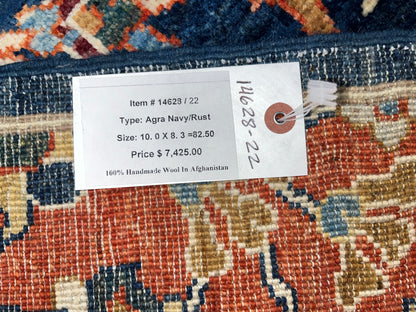 Item # 14628 / 22
Type: Agra Navy/Rust
Size: 10. 0 X 8. 3 =82.50
Price $ 7,425.00
100% Handmade Wool In Afghanistan
14628-22